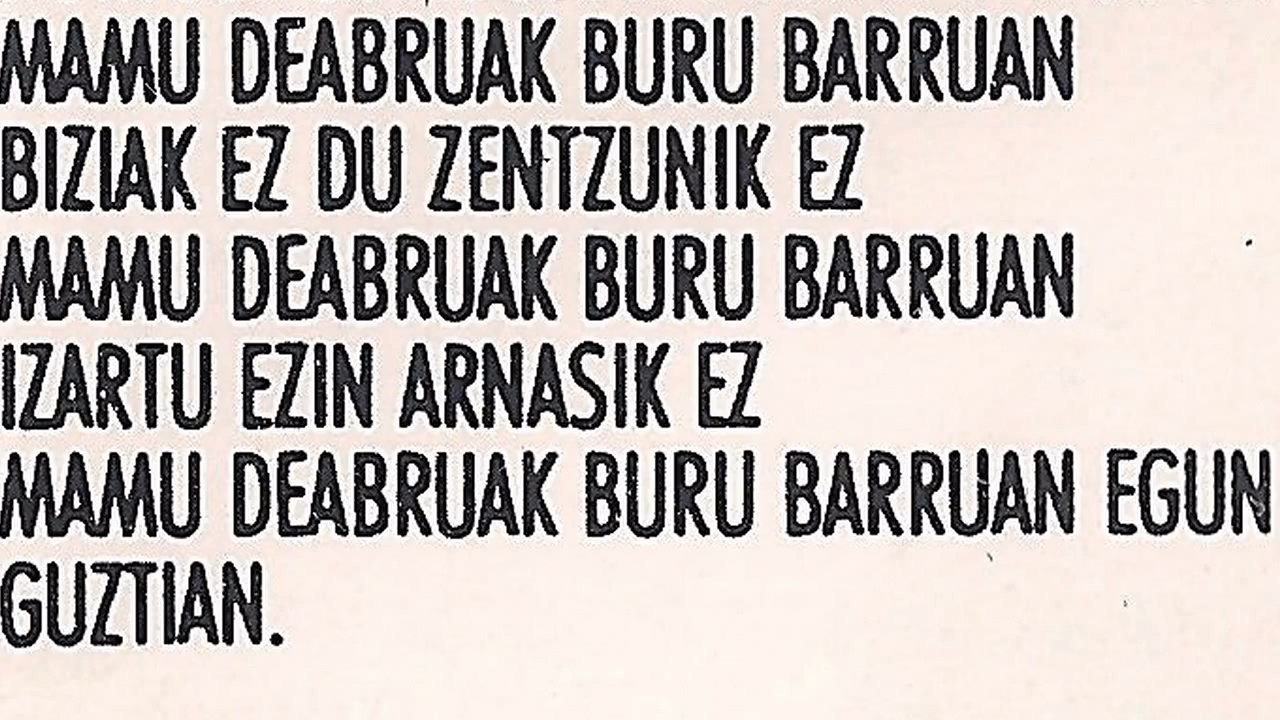 MAMU DEABRUAK BURU BARRUAN
BIZIAK EZ DU ZENTZUNIK EZ
MAMU DEABRUAK BURU BARRUAN
IZARTU EZIN ARNASIK EZ
MAMU DEABRUAK BURU BARRUAN EGUN
GUZTIAN.